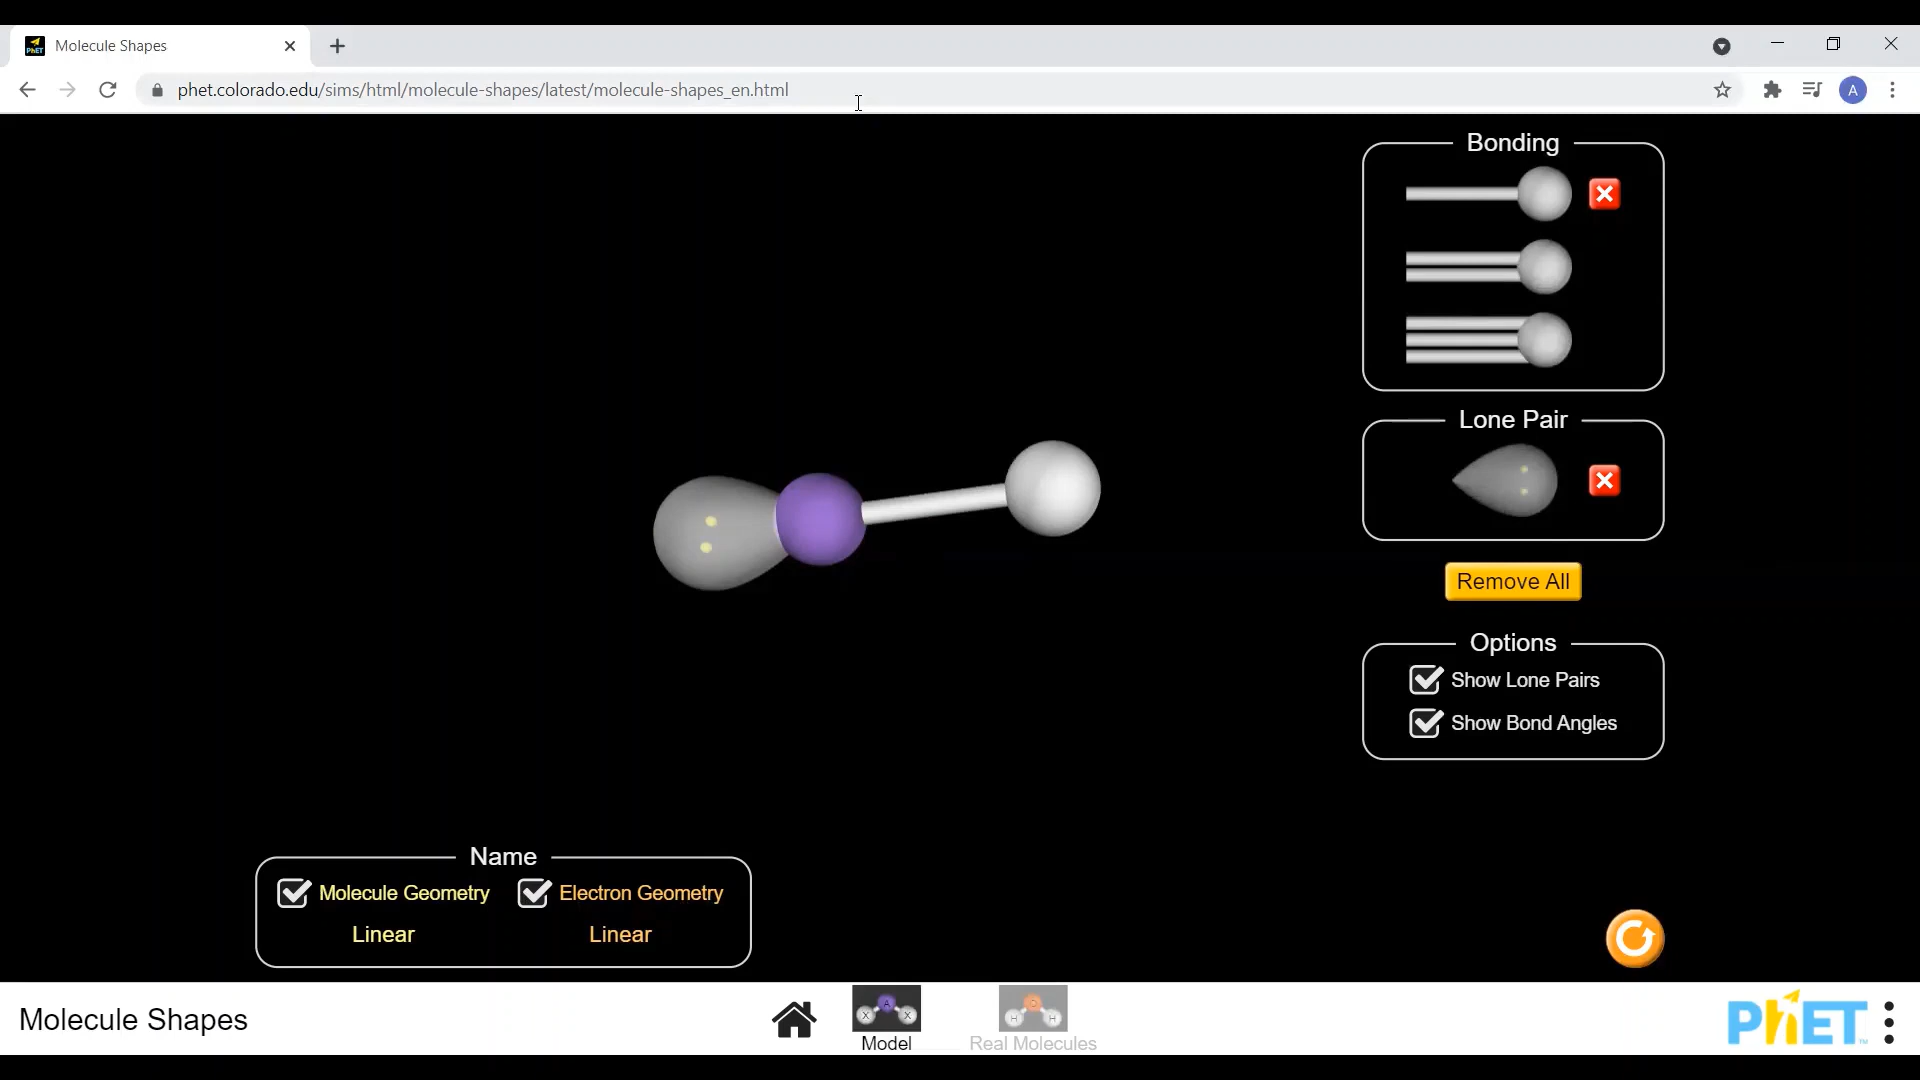 Molecule Shapes
phet.colorado.edu/sims/html/molecule-shapes/latest/molecule-shapes_en.html
A
Bonding
Lone Pair
Remove All
Options
Show Lone Pairs
Show Bond Angles
Name
Molecule Geometry
Electron Geometry
Linear
Linear
Molecule Shapes
A
X X
Model
H H
Real Molecules
PhET